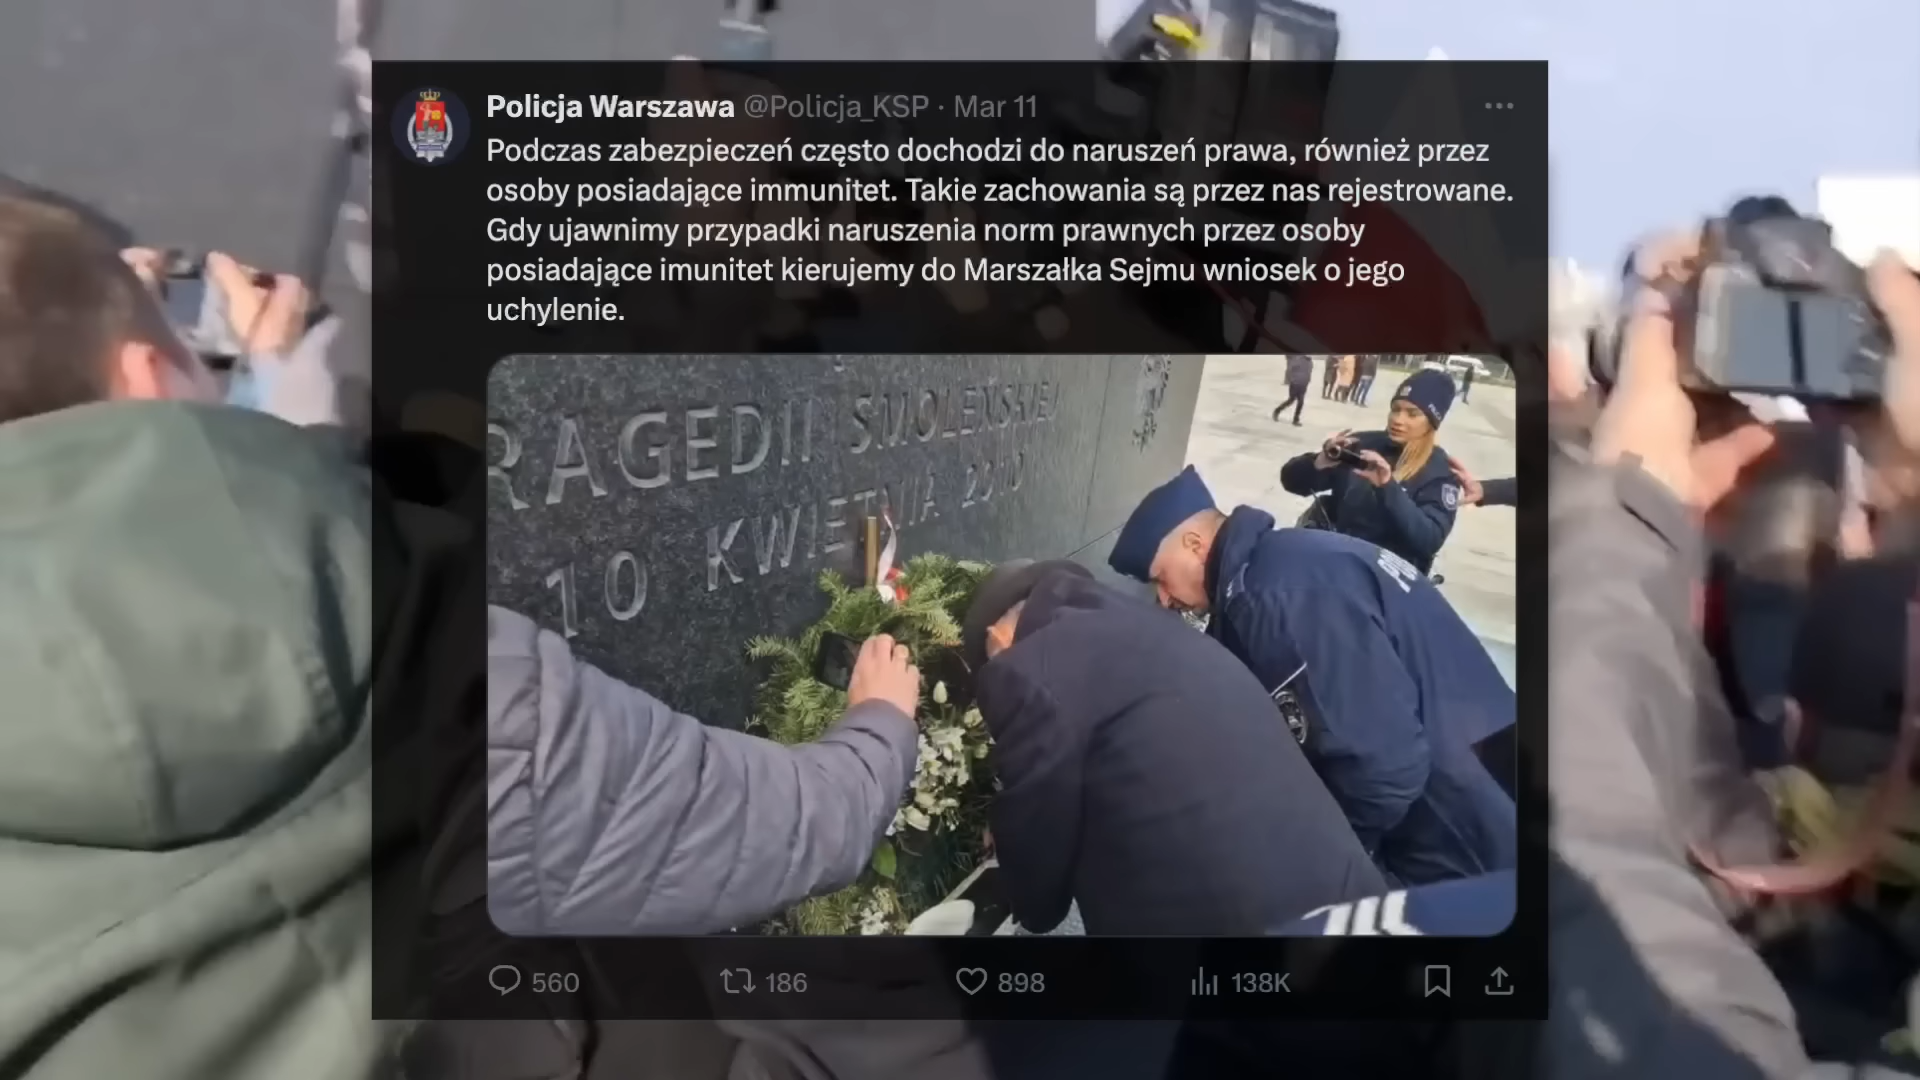 Policja Warszawa @Policja_KSP · Mar 11
Podczas zabezpieczeń często dochodzi do naruszeń prawa, również przez
osoby posiadające immunitet. Takie zachowania są przez nas rejestrowane.
Gdy ujawnimy przypadki naruszenia norm prawnych przez osoby
posiadające imunitet kierujemy do Marszałka Sejmu wniosek o jego
uchylenie.
RAGEDII SMOLEŃSKIEJ
10 KWIETNIA 2010
560 186 898 138K